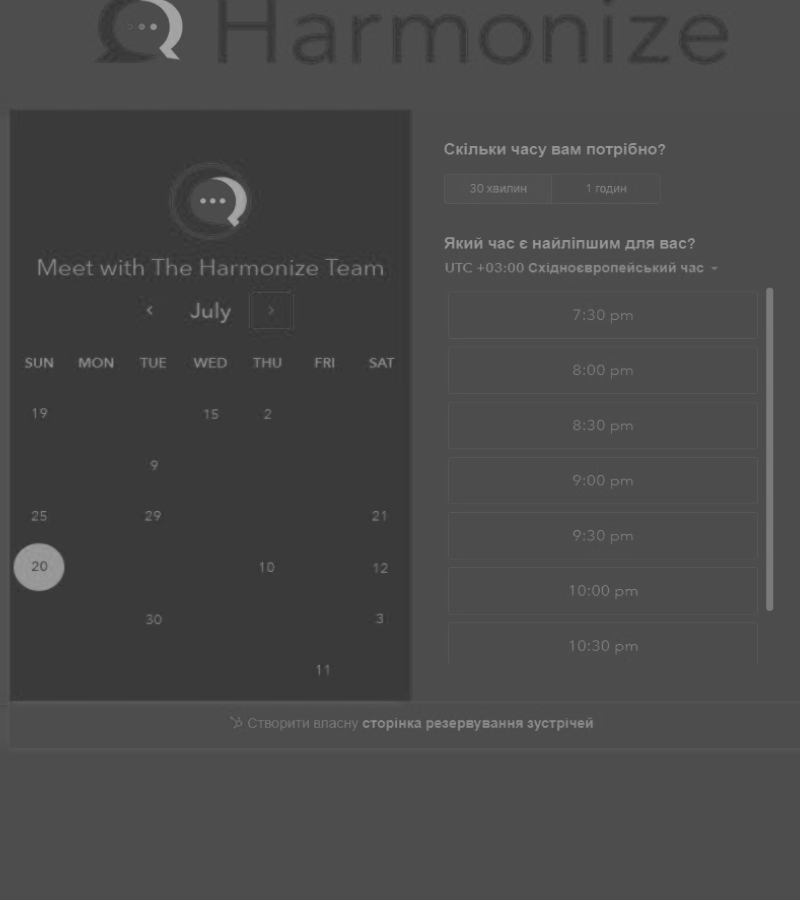 Harmonize
Meet with The Harmonize Team
July
SUN MON TUE WED THU FRI SAT
19 15 2
9
25 29 21
20 10 12
30 3
11
Скільки часу вам потрібно?
30 хвилин 1 годин
Який час є найліпшим для вас?
UTC +03:00 Східноєвропейський час
7:30 pm
8:00 pm
8:30 pm
9:00 pm
9:30 pm
10:00 pm
10:30 pm
Створити власну сторінка резервування зустрічей